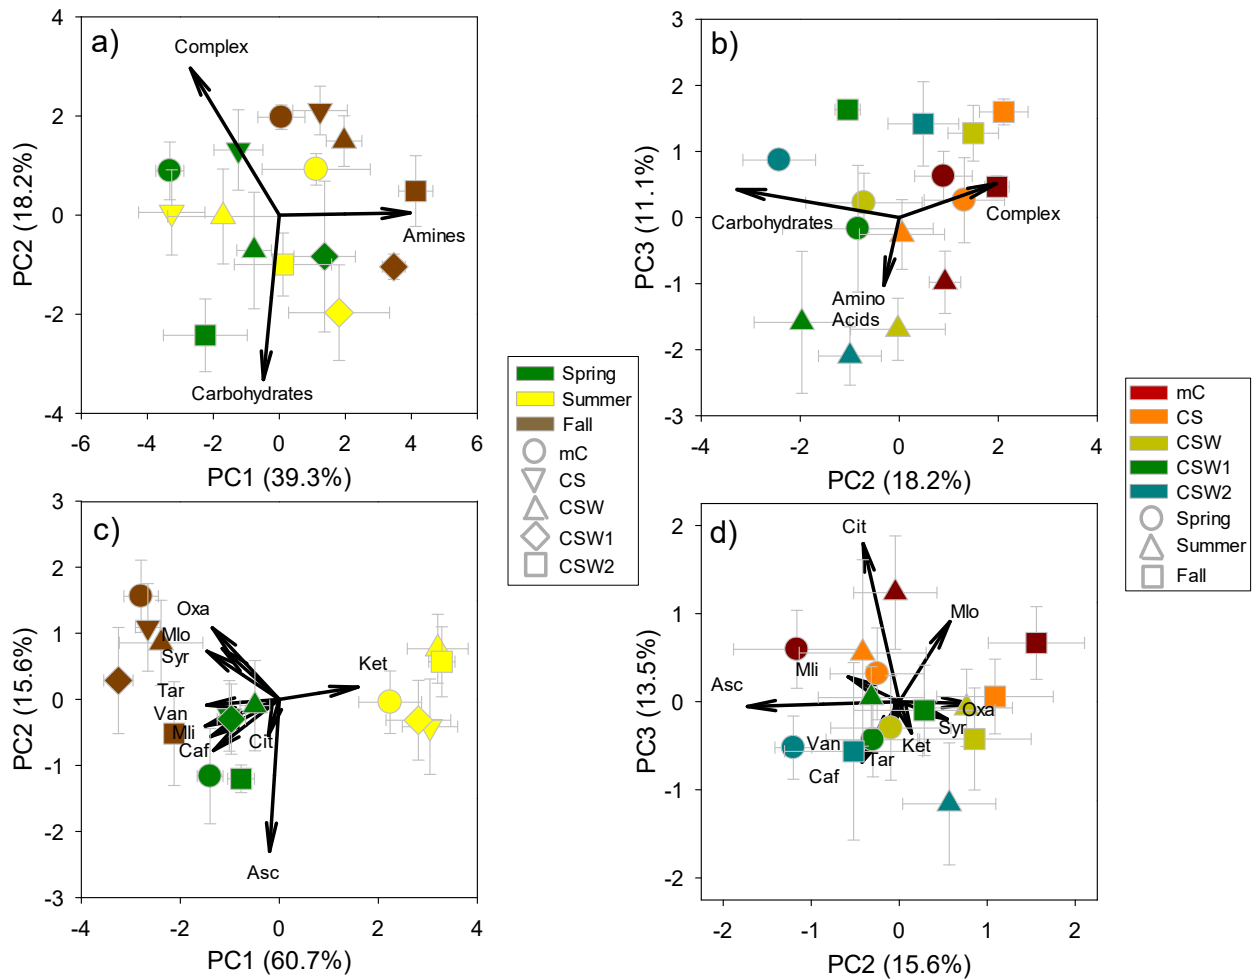 a)
Complex
Amines
Carbohydrates
PC2 (18.2%)
4
2
0
-2
-4
-6
-4
-2
0
2
4
6
PC1 (39.3%)
b)
Carbohydrates
Complex
Amino
Acids
PC3 (11.1%)
3
2
1
0
-1
-2
-3
-4
-2
0
2
4
PC2 (18.2%)
Spring
Summer
Fall
mC
CS
CSW
CSW1
CSW2
mC
CS
CSW
CSW1
CSW2
Spring
Summer
Fall
c)
Oxa
Mlo
Syr
Ket
Tar
Van
Mli
Caf
Cit
Asc
PC2 (15.6%)
3
2
1
0
-1
-2
-3
-4
-2
0
2
4
PC1 (60.7%)
d)
Cit
Mlo
Mli
Asc
Oxa
Syr
Van
Ket
Tar
Caf
PC3 (13.5%)
2
1
0
-1
-2
-2
-1
0
1
2
PC2 (15.6%)